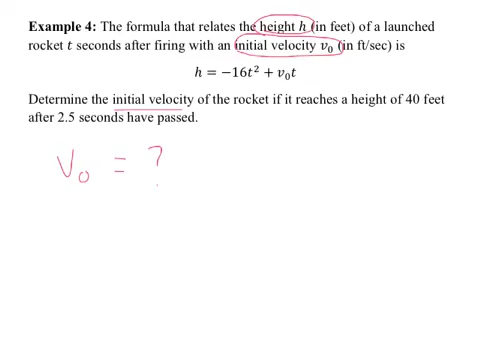 Example 4: The formula that relates the height h (in feet) of a launched
rocket t seconds after firing with an initial velocity v₀ (in ft/sec) is
h = −16t² + v₀t
Determine the initial velocity of the rocket if it reaches a height of 40 feet
after 2.5 seconds have passed.
V₀ = ?